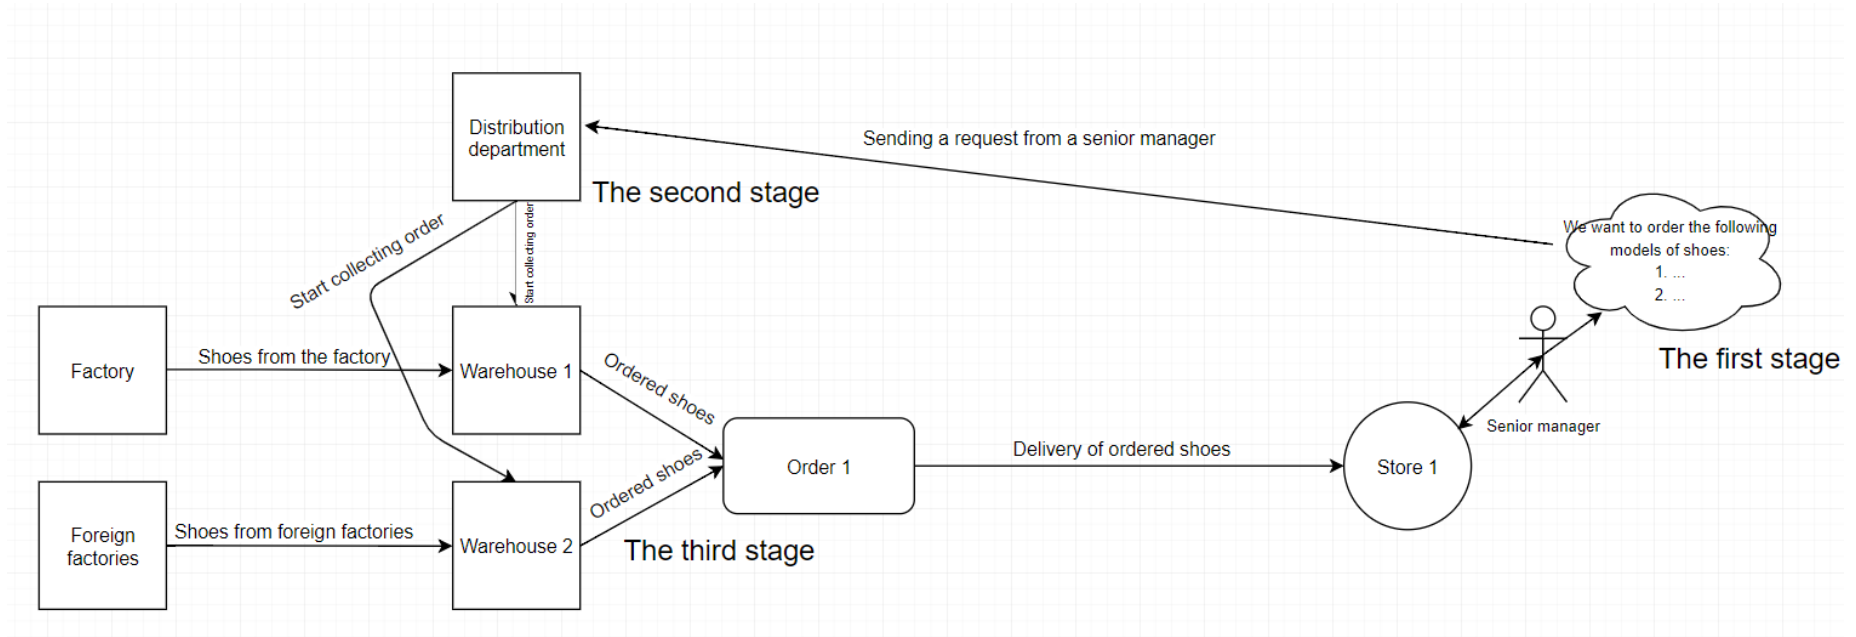 Distribution
department
Sending a request from a senior manager
The second stage
We want to order the following
models of shoes:
1. ...
2. ...
Start collecting order
Start collecting order
The first stage
Factory
Shoes from the factory
Warehouse 1
Ordered shoes
Senior manager
Order 1
Delivery of ordered shoes
Store 1
Ordered shoes
Foreign
factories
Shoes from foreign factories
Warehouse 2
The third stage